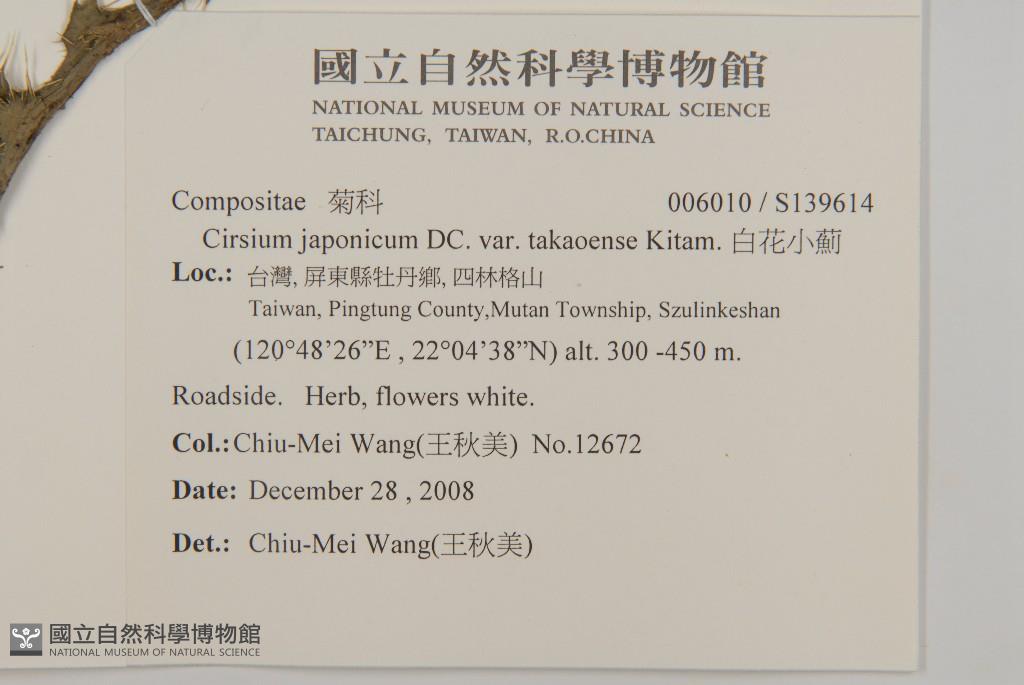 國立自然科學博物館
NATIONAL MUSEUM OF NATURAL SCIENCE
TAICHUNG, TAIWAN, R.O.CHINA
Compositae 菊科 006010 / S139614
Cirsium japonicum DC. var. takaoense Kitam. 白花小薊
Loc.: 台灣, 屏東縣牡丹鄉, 四林格山
Taiwan, Pingtung County,Mutan Township, Szulinkeshan
(120°48’26”E , 22°04’38”N) alt. 300 -450 m.
Roadside. Herb, flowers white.
Col.:Chiu-Mei Wang(王秋美) No.12672
Date: December 28 , 2008
Det.: Chiu-Mei Wang(王秋美)
國立自然科學博物館
NATIONAL MUSEUM OF NATURAL SCIENCE